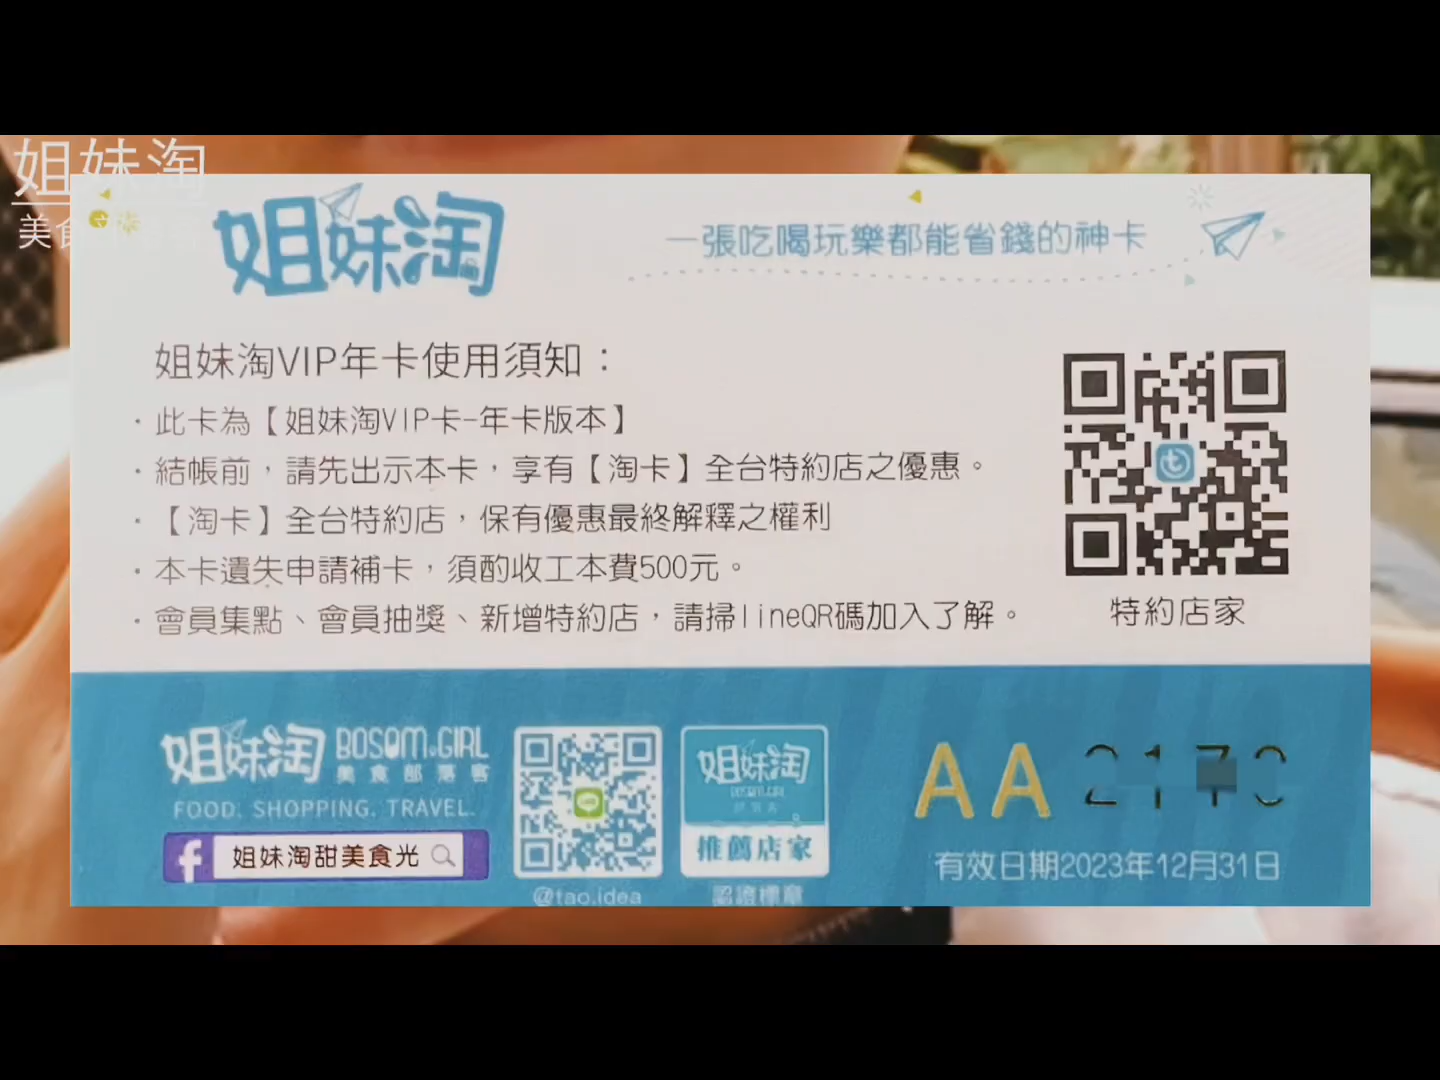 姐妹淘
姐妹淘
一張吃喝玩樂都能省錢的神卡
姐妹淘VIP年卡使用須知：
·此卡為【姐妹淘VIP卡-年卡版本】
·結帳前，請先出示本卡，享有【淘卡】全台特約店之優惠。
·【淘卡】全台特約店，保有優惠最終解釋之權利
·本卡遺失申請補卡，須酌收工本費500元。
·會員集點、會員抽獎、新增特約店，請掃lineQR碼加入了解。
特約店家
姐妹淘 BOSOM.GIRL
美食部落客
FOOD. SHOPPING. TRAVEL.
姐妹淘甜美食光
@tao.idea
姐妹淘
BOSOM.GIRL
推薦店家
認證標章
AA
有效日期2023年12月31日